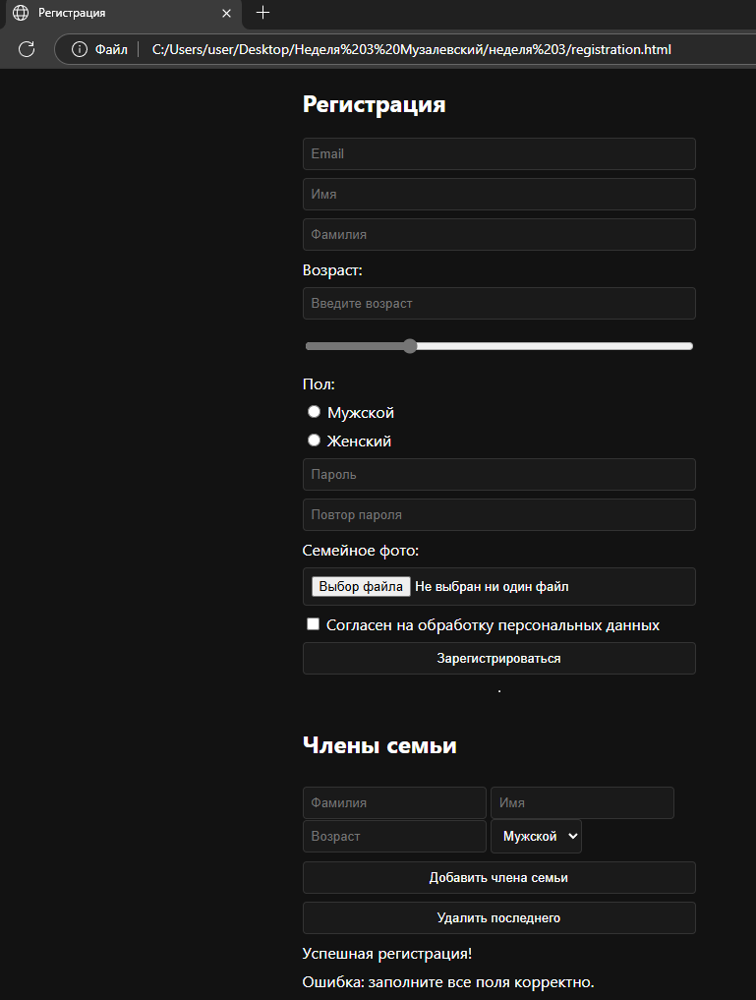 Регистрация
Файл C:/Users/user/Desktop/Неделя%203%20Музалевский/неделя%203/registration.html
Регистрация
Email
Имя
Фамилия
Возраст:
Введите возраст
Пол:
Мужской
Женский
Пароль
Повтор пароля
Семейное фото:
Выбор файла Не выбран ни один файл
Согласен на обработку персональных данных
Зарегистрироваться
.
Члены семьи
Фамилия Имя
Возраст Мужской
Добавить члена семьи
Удалить последнего
Успешная регистрация!
Ошибка: заполните все поля корректно.